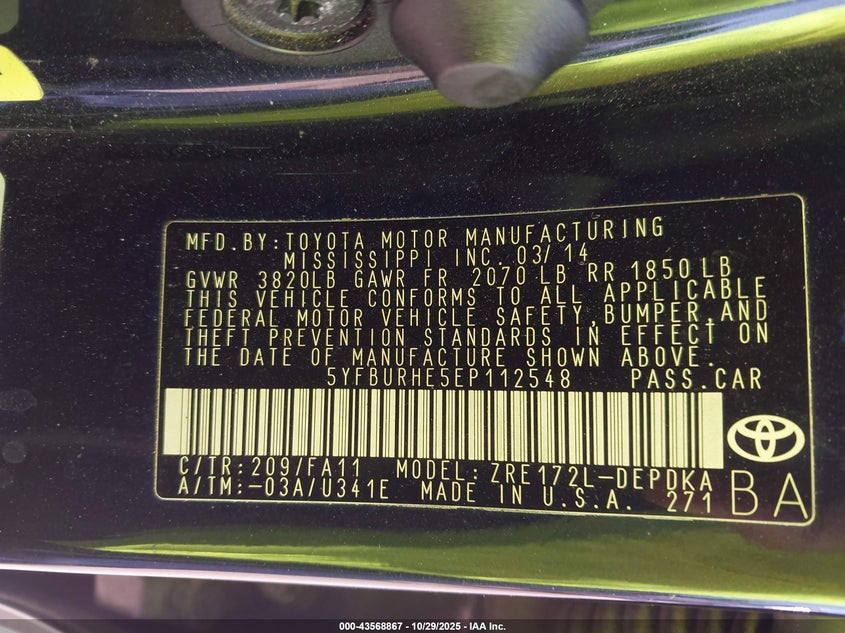 MFD.BY:TOYOTA MOTOR MANUFACTURING
MISSISSIPPI INC. 03/14
GVWR 3820LB GAWR FR 2070 LB RR 1850 LB
THIS VEHICLE CONFORMS TO ALL APPLICABLE
FEDERAL MOTOR VEHICLE SAFETY,BUMPER,AND
THEFT PREVENTION STANDARDS IN EFFECT ON
THE DATE OF MANUFACTURE SHOWN ABOVE.
5YFBURHE5EP112548 PASS.CAR
C/TR:209/FA11 MODEL: ZRE172L-DEPDKA
A/TM:-03A/U341E MADE IN U.S.A. 271 BA
000-43568867 - 10/29/2025 - IAA Inc.